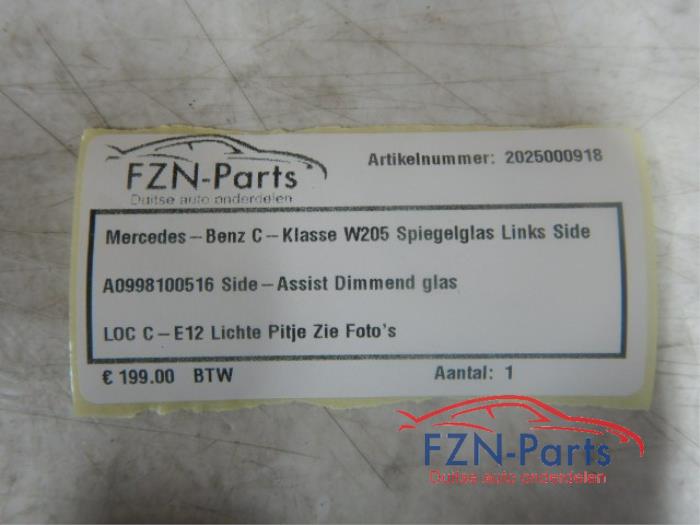 FZN-Parts
Duitse auto onderdelen
Artikelnummer: 2025000918
Mercedes-Benz C-Klasse W205 Spiegelglas Links Side
A0998100516 Side-Assist Dimmend glas
LOC C-E12 Lichte Pitje Zie Foto's
€ 199.00 BTW
Aantal: 1
FZN-Parts
Duitse auto onderdelen